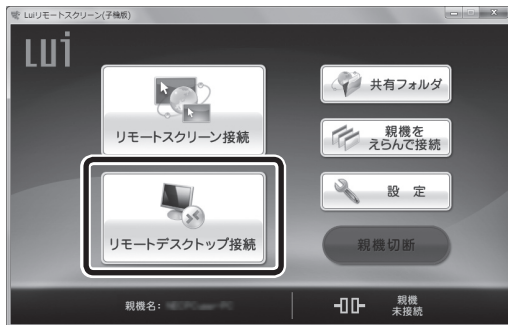 Luiリモートスクリーン(子機版)
LUI
リモートスクリーン接続
リモートデスクトップ接続
共有フォルダ
親機を
えらんで接続
設 定
親機切断
親機名:
親機
未接続